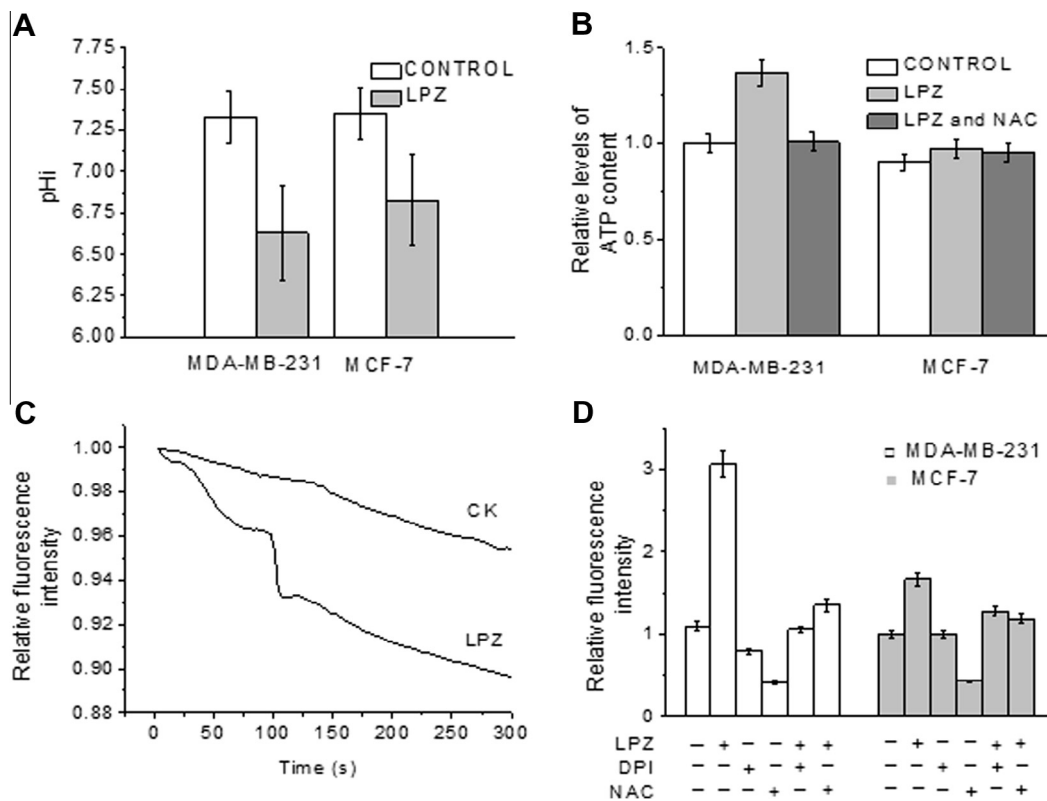 A
7.75
7.50
7.25
7.00
6.75
6.50
6.25
6.00
pHi
CONTROL
LPZ
MDA-MB-231 MCF-7
B
1.5
1.0
0.5
0.0
Relative levels of
ATP content
CONTROL
LPZ
LPZ and NAC
MDA-MB-231 MCF-7
C
1.00
0.98
0.96
0.94
0.92
0.90
0.88
Relative fluorescence
intensity
CK
LPZ
0 50 100 150 200 250 300
Time (s)
D
3
2
1
0
Relative fluorescence
intensity
MDA-MB-231
MCF-7
LPZ − + − − + + − + − − + +
DPI − − + − + − − − + − + −
NAC − − − + − + − − − + − +